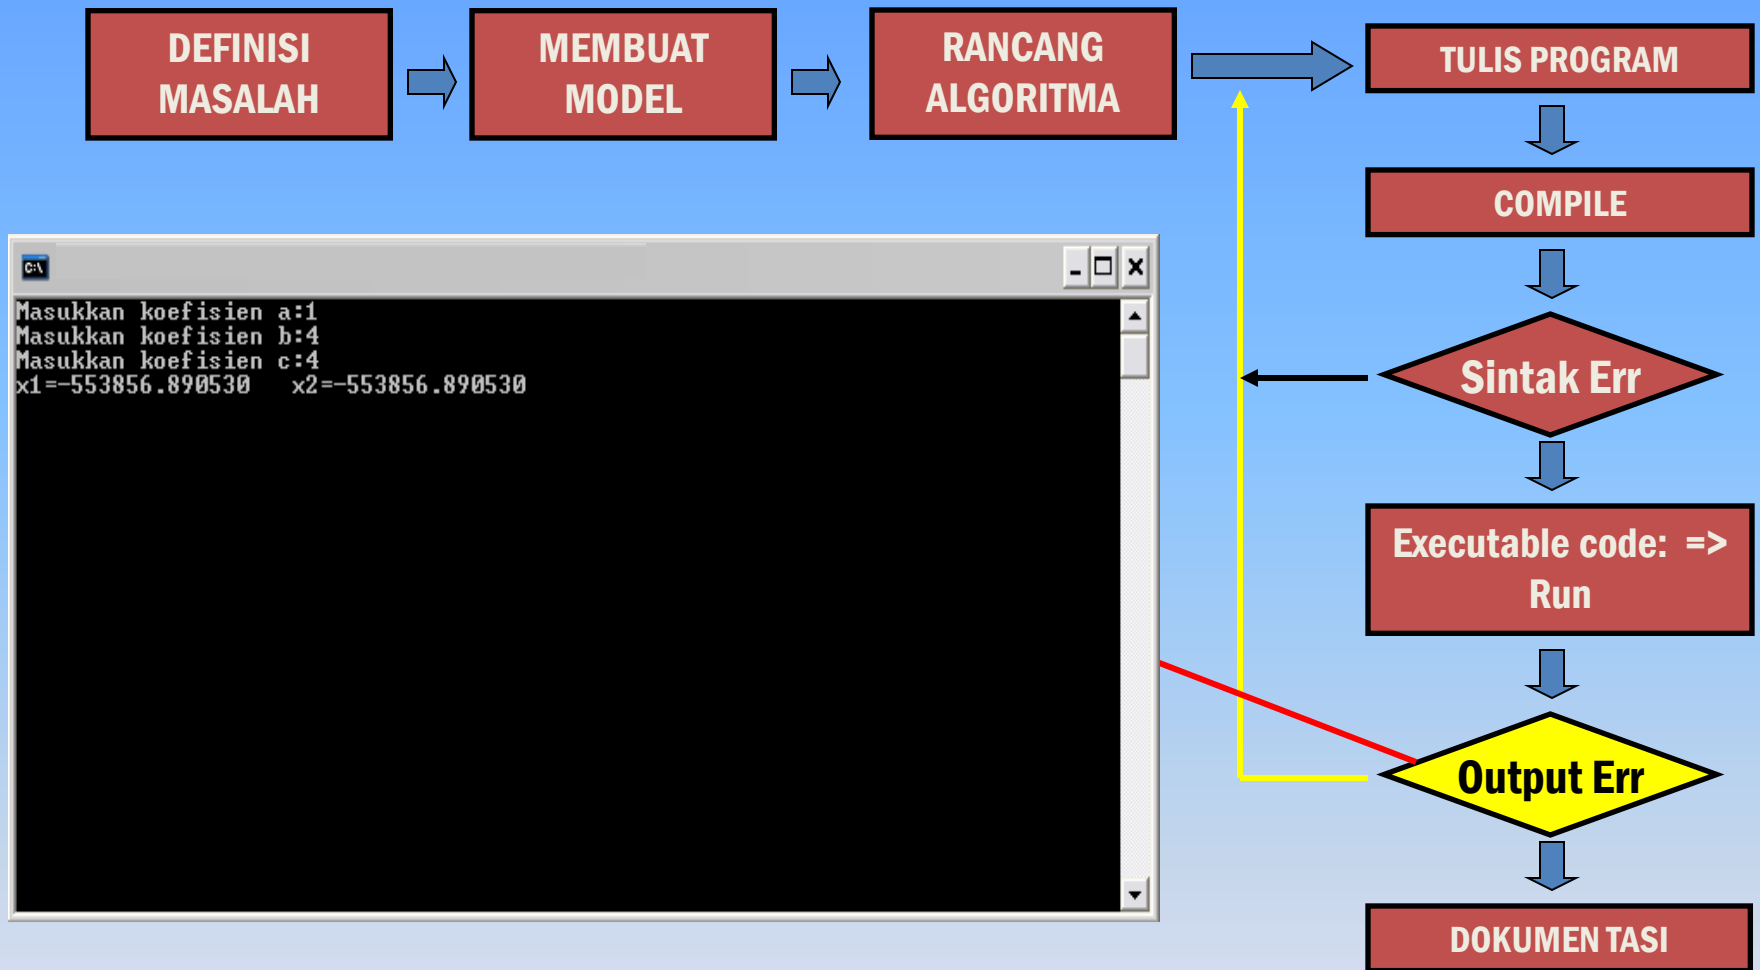 DEFINISI
MASALAH
MEMBUAT
MODEL
RANCANG
ALGORITMA
TULIS PROGRAM
COMPILE
Sintak Err
Executable code: =>
Run
Output Err
DOKUMEN TASI
C:\
Masukkan koefisien a:1
Masukkan koefisien b:4
Masukkan koefisien c:4
x1=-553856.890530 x2=-553856.890530